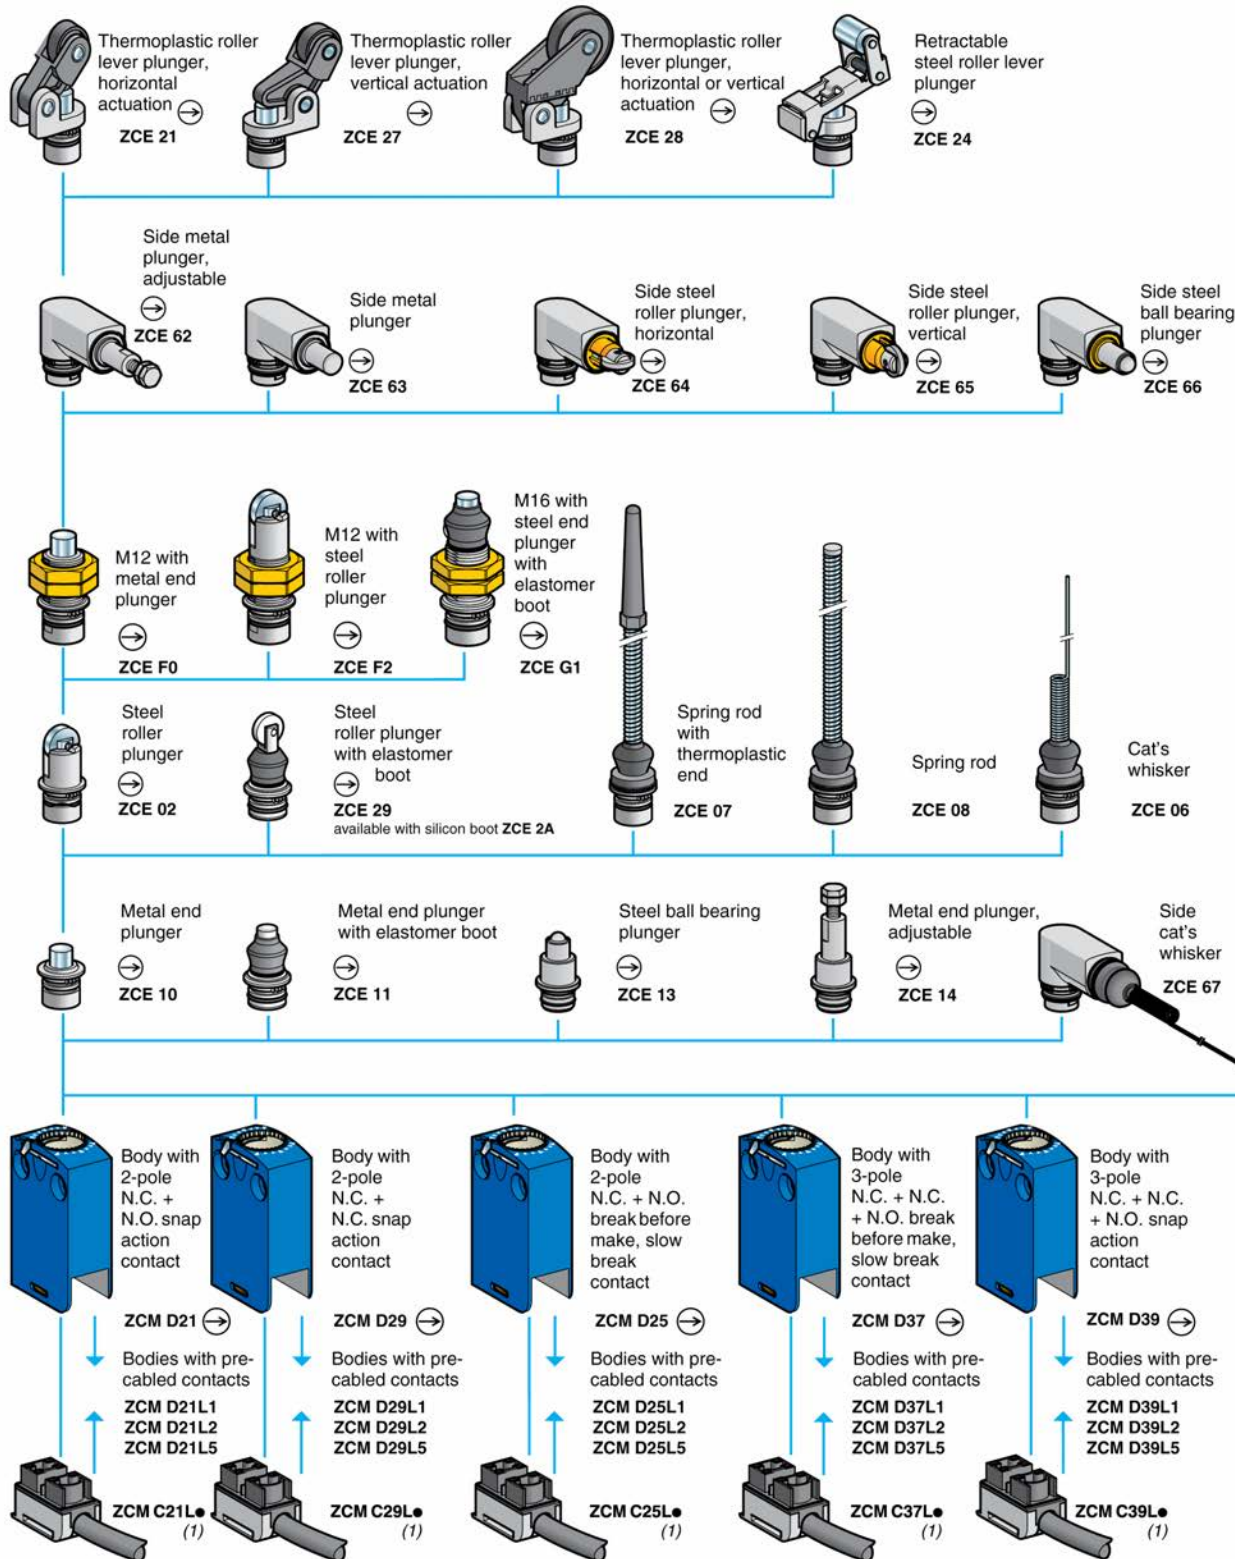 Thermoplastic roller
lever plunger,
horizontal
actuation
ZCE 21
Thermoplastic roller
lever plunger,
vertical actuation
ZCE 27
Thermoplastic roller
lever plunger,
horizontal or vertical
actuation
ZCE 28
Retractable
steel roller lever
plunger
ZCE 24
Side metal
plunger,
adjustable
ZCE 62
Side metal
plunger
ZCE 63
Side steel
roller plunger,
horizontal
ZCE 64
Side steel
roller plunger,
vertical
ZCE 65
Side steel
ball bearing
plunger
ZCE 66
M12 with
metal end
plunger
ZCE F0
M12 with
steel
roller
plunger
ZCE F2
M16 with
steel end
plunger
with
elastomer
boot
ZCE G1
Steel
roller
plunger
ZCE 02
Steel
roller plunger
with elastomer
boot
ZCE 29
available with silicon boot ZCE 2A
Spring rod
with
thermoplastic
end
ZCE 07
Spring rod
ZCE 08
Cat's
whisker
ZCE 06
Metal end
plunger
ZCE 10
Metal end plunger
with elastomer boot
ZCE 11
Steel ball bearing
plunger
ZCE 13
Metal end plunger,
adjustable
ZCE 14
Side
cat's
whisker
ZCE 67
Body with
2-pole
N.C. +
N.O. snap
action
contact
ZCM D21
Bodies with pre-
cabled contacts
ZCM D21L1
ZCM D21L2
ZCM D21L5
ZCM C21L●
(1)
Body with
2-pole
N.C. +
N.C. snap
action
contact
ZCM D29
Bodies with pre-
cabled contacts
ZCM D29L1
ZCM D29L2
ZCM D29L5
ZCM C29L●
(1)
Body with
2-pole
N.C. + N.O.
break before
make, slow
break
contact
ZCM D25
Bodies with pre-
cabled contacts
ZCM D25L1
ZCM D25L2
ZCM D25L5
ZCM C25L●
(1)
Body with
3-pole
N.C. + N.C.
+ N.O. break
before make,
slow break
contact
ZCM D37
Bodies with pre-
cabled contacts
ZCM D37L1
ZCM D37L2
ZCM D37L5
ZCM C37L●
(1)
Body with
3-pole
N.C. + N.C.
+ N.O. snap
action
contact
ZCM D39
Bodies with pre-
cabled contacts
ZCM D39L1
ZCM D39L2
ZCM D39L5
ZCM C39L●
(1)